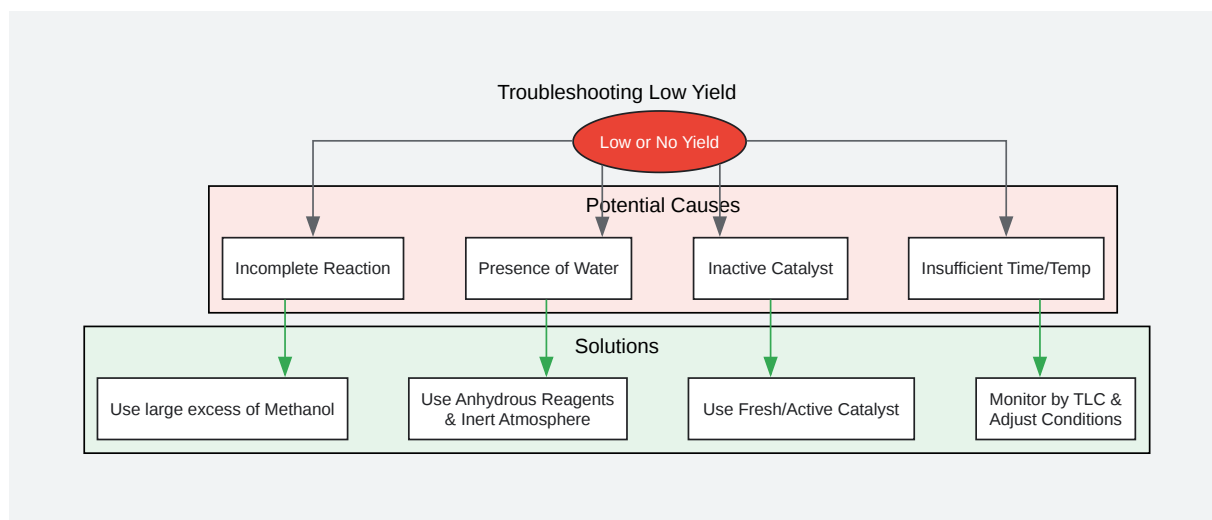 Troubleshooting Low Yield
Low or No Yield
Potential Causes
Incomplete Reaction
Presence of Water
Inactive Catalyst
Insufficient Time/Temp
Solutions
Use large excess of Methanol
Use Anhydrous Reagents
& Inert Atmosphere
Use Fresh/Active Catalyst
Monitor by TLC &
Adjust Conditions